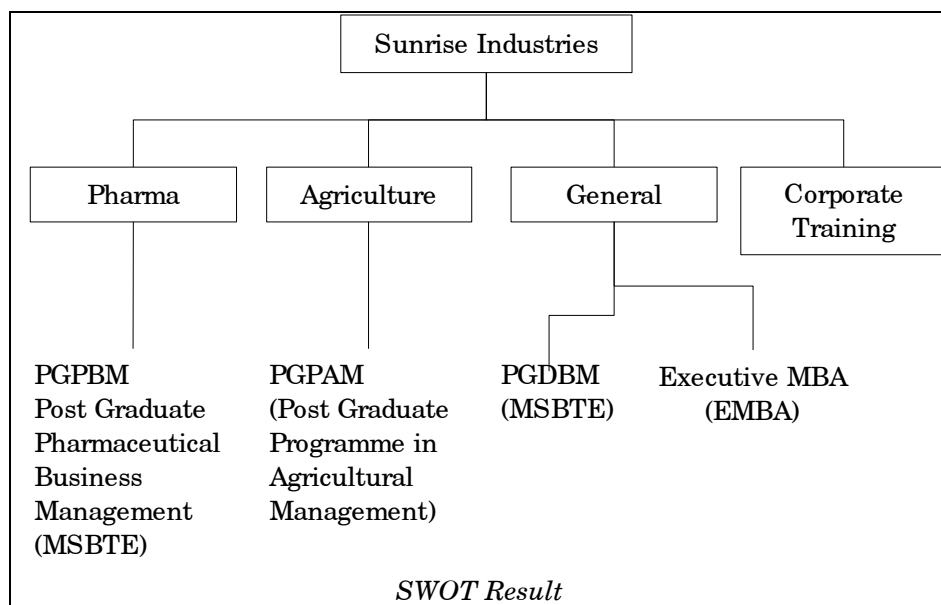 Sunrise Industries
Pharma
Agriculture
General
Corporate
Training
PGPBM
Post Graduate
Pharmaceutical
Business
Management
(MSBTE)
PGPAM
(Post Graduate
Programme in
Agricultural
Management)
PGDBM
(MSBTE)
Executive MBA
(EMBA)
SWOT Result